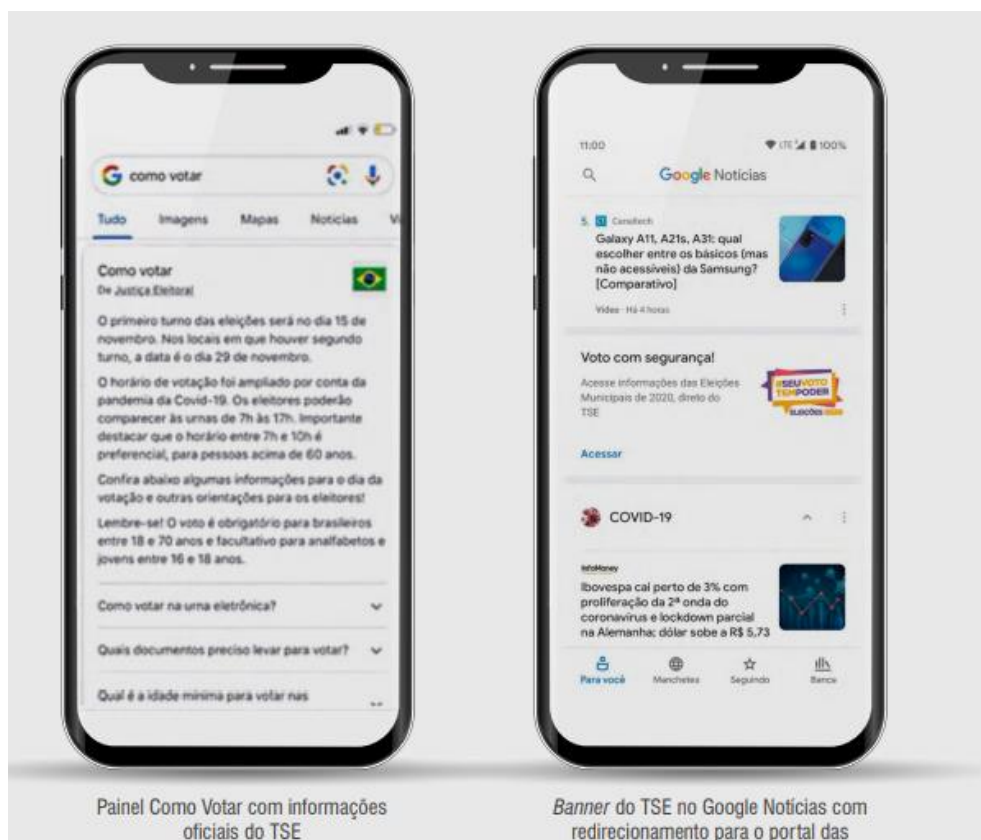 como votar
Tudo Imagens Mapas Notícias
Como votar
De Justiça Eleitoral
O primeiro turno das eleições será no dia 15 de
novembro. Nos locais em que houver segundo
turno, a data é o dia 29 de novembro.
O horário de votação foi ampliado por conta da
pandemia da Covid-19. Os eleitores poderão
comparecer às urnas de 7h às 17h. Importante
destacar que o horário entre 7h e 10h é
preferencial, para pessoas acima de 60 anos.
Confira abaixo algumas informações para o dia da
votação e outras orientações para os eleitores!
Lembre-se! O voto é obrigatório para brasileiros
entre 18 e 70 anos e facultativo para analfabetos e
jovens entre 16 e 18 anos.
Como votar na urna eletrônica?
Quais documentos preciso levar para votar?
Qual é a idade mínima para votar nas
Painel Como Votar com informações
oficiais do TSE
11:00 LTE 100%
Google Notícias
5. Canaltech
Galaxy A11, A21s, A31: qual
escolher entre os básicos (mas
não acessíveis) da Samsung?
[Comparativo]
Vídeo · Há 4 horas
Voto com segurança!
Acesse informações das Eleições
Municipais de 2020, direto do
TSE
#SEUVOTO
TEMPODER
ELEIÇÕES 2020
Acessar
COVID-19
InfoMoney
Ibovespa cai perto de 3% com
proliferação da 2ª onda do
coronavírus e lockdown parcial
na Alemanha; dólar sobe a R$ 5,73
Para você Manchetes Seguindo Banca
Banner do TSE no Google Notícias com
redirecionamento para o portal das